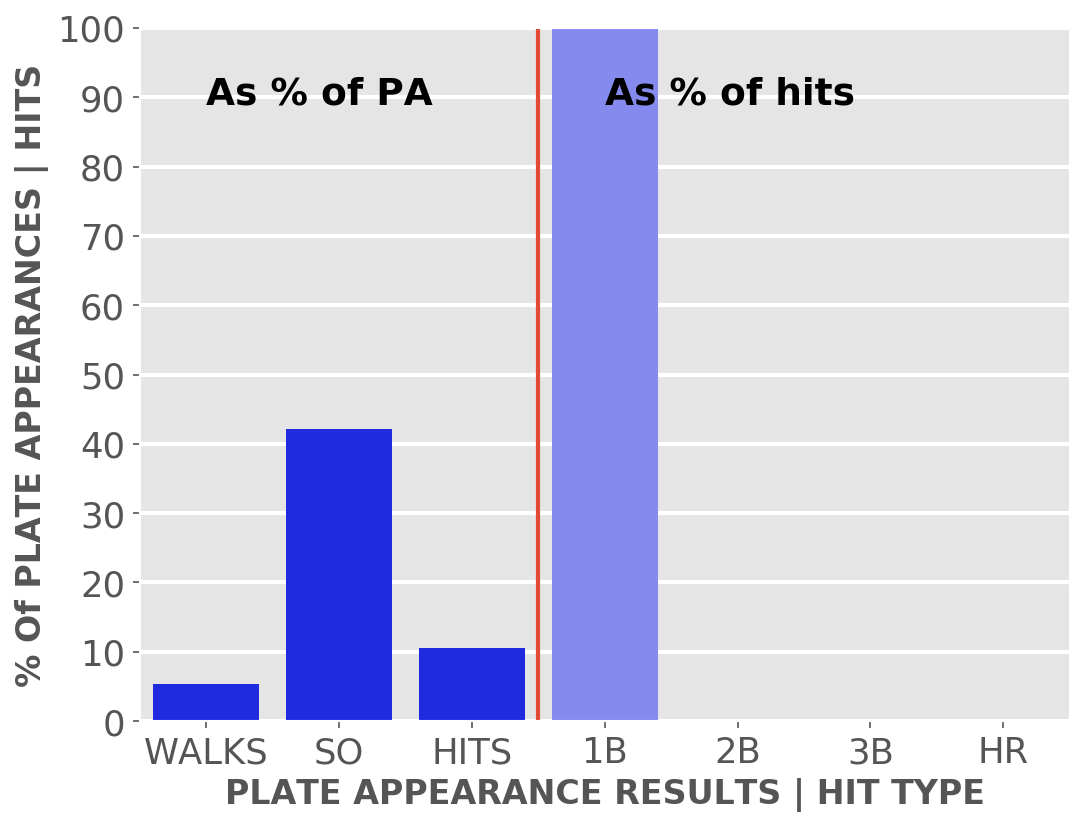 % Of PLATE APPEARANCES | HITS
100
90
80
70
60
50
40
30
20
10
0
As % of PA
As % of hits
WALKS SO HITS 1B 2B 3B HR
PLATE APPEARANCE RESULTS | HIT TYPE